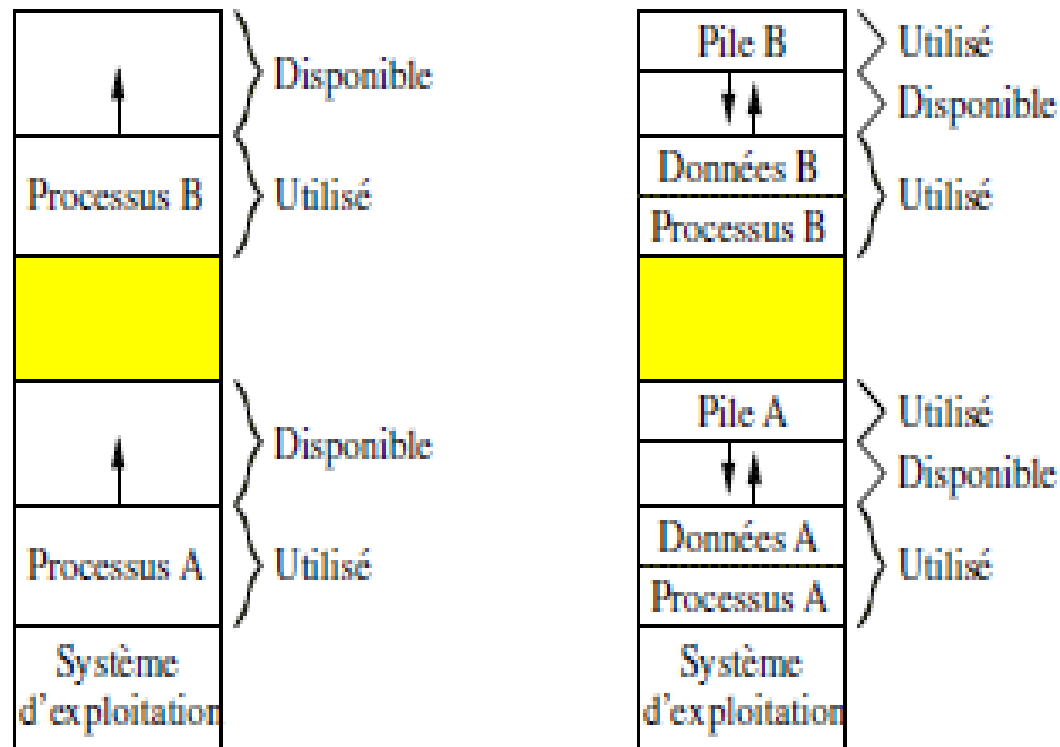 Disponible
Processus B
Utilisé
Disponible
Processus A
Utilisé
Système
d'exploitation
Pile B
Utilisé
Disponible
Données B
Utilisé
Processus B
Pile A
Utilisé
Disponible
Données A
Utilisé
Processus A
Système
d'exploitation